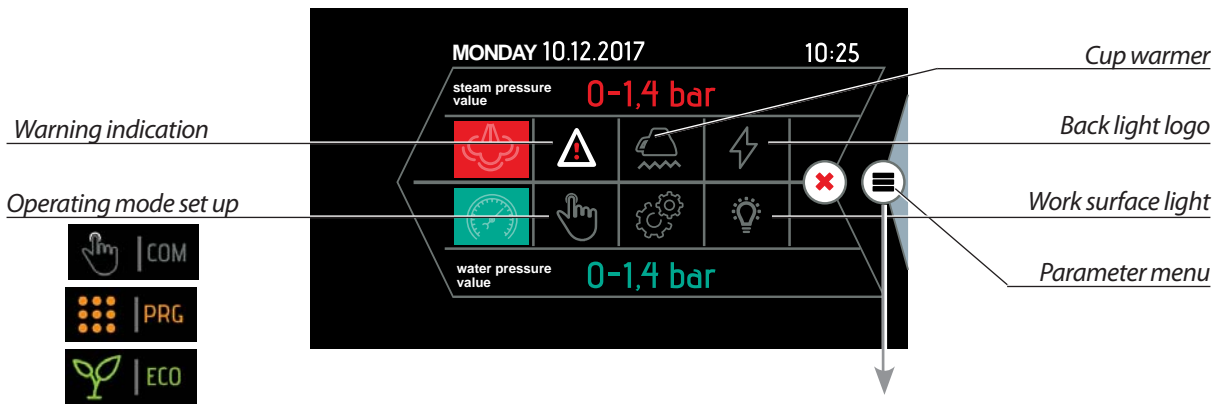 MONDAY 10.12.2017 10:25
steam pressure value 0-1,4 bar
water pressure value 0-1,4 bar
Warning indication
Operating mode set up
COM
PRG
ECO
Cup warmer
Back light logo
Work surface light
Parameter menu